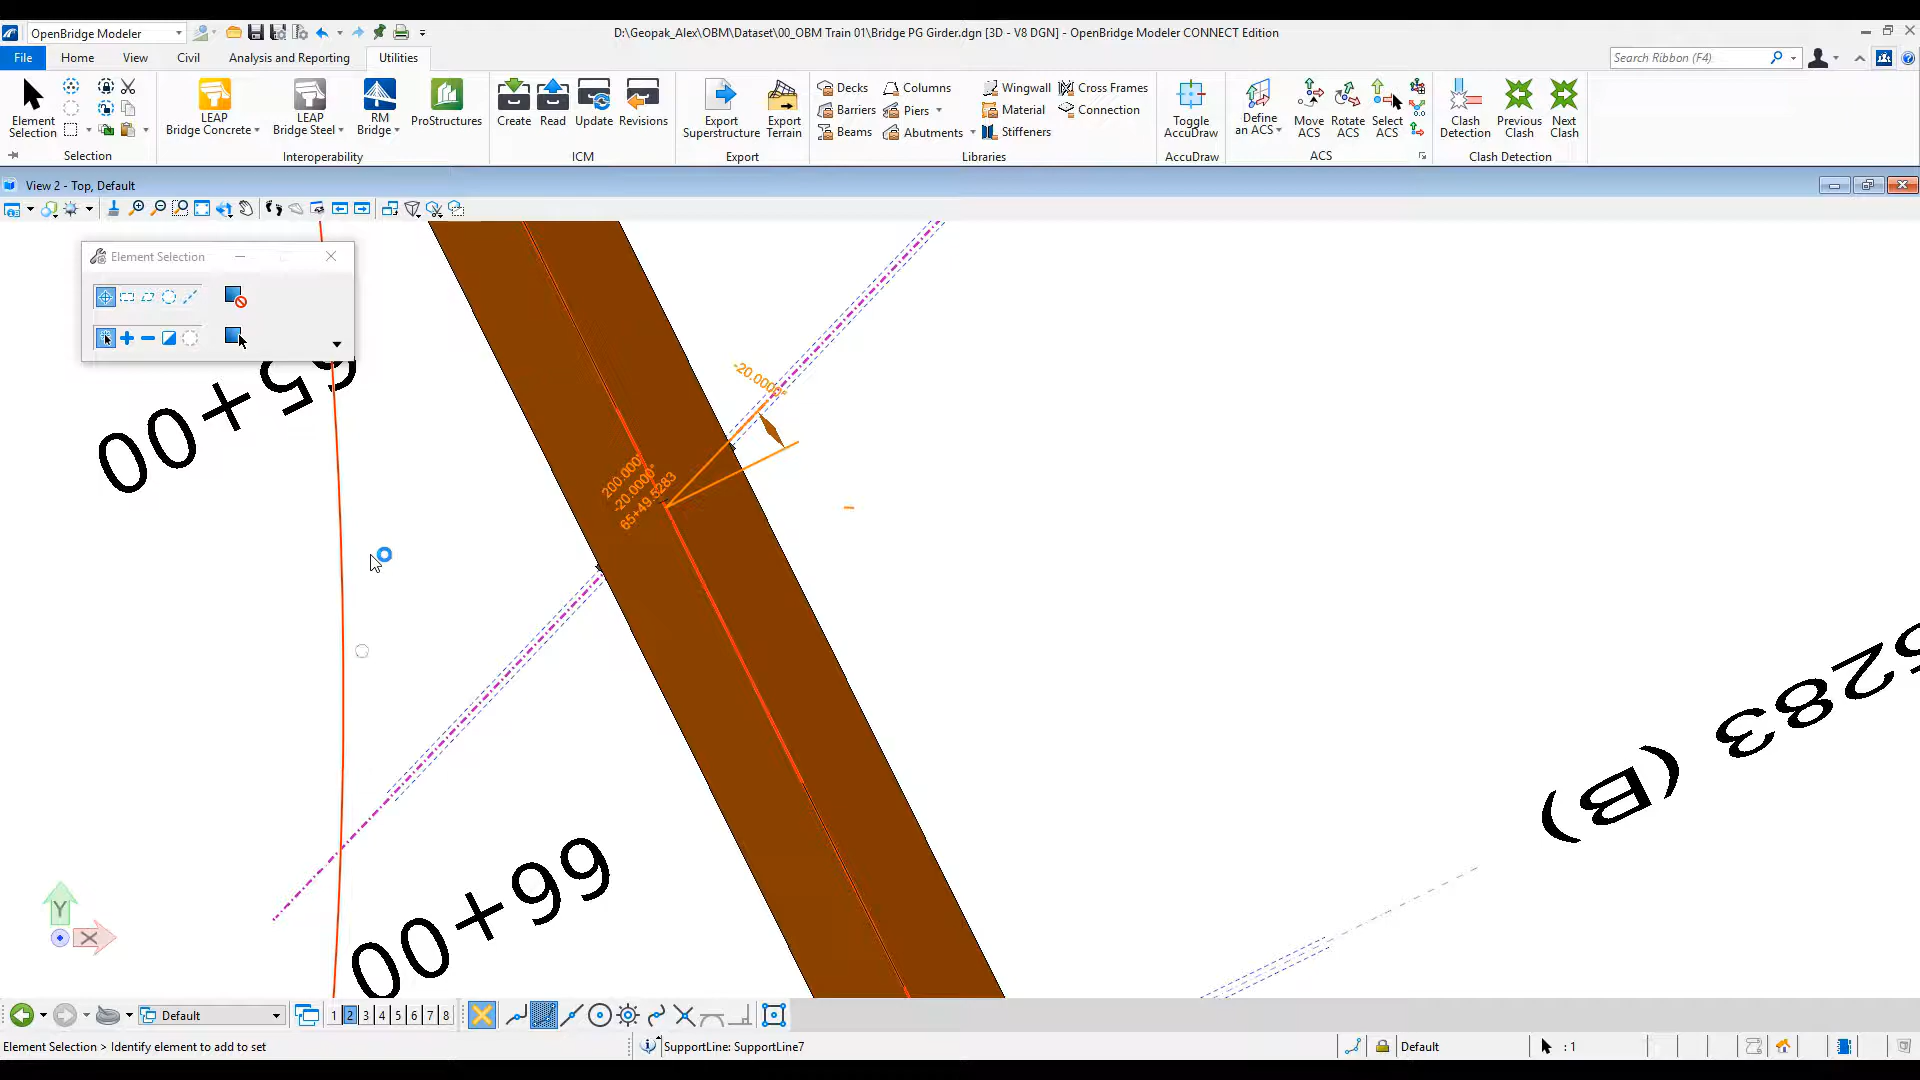 OpenBridge Modeler
D:\Geopak_Alex\OBM\Dataset\00_OBM Train 01\Bridge PG Girder.dgn [3D - V8 DGN] - OpenBridge Modeler CONNECT Edition
File
Home
View
Civil
Analysis and Reporting
Utilities
Search Ribbon (F4)
Element
Selection
Selection
LEAP
Bridge Concrete
LEAP
Bridge Steel
RM
Bridge
ProStructures
Interoperability
Create
Read
Update
Revisions
ICM
Export
Superstructure
Export
Terrain
Export
Decks
Columns
Wingwall
Cross Frames
Barriers
Piers
Material
Connection
Beams
Abutments
Stiffeners
Libraries
Toggle
AccuDraw
AccuDraw
Define
an ACS
Move
ACS
Rotate
ACS
Select
ACS
ACS
Clash
Detection
Previous
Clash
Next
Clash
Clash Detection
View 2 - Top, Default
Element Selection
65+00
-20.0000°
200.000°
-20.0000°
65+49.5283
5283 (B)
66+00
Y
X
Default
1 2 3 4 5 6 7 8
Element Selection > Identify element to add to set
SupportLine: SupportLine7
Default
: 1